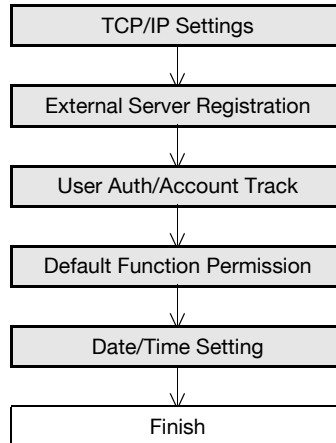 TCP/IP Settings
External Server Registration
User Auth/Account Track
Default Function Permission
Date/Time Setting
Finish